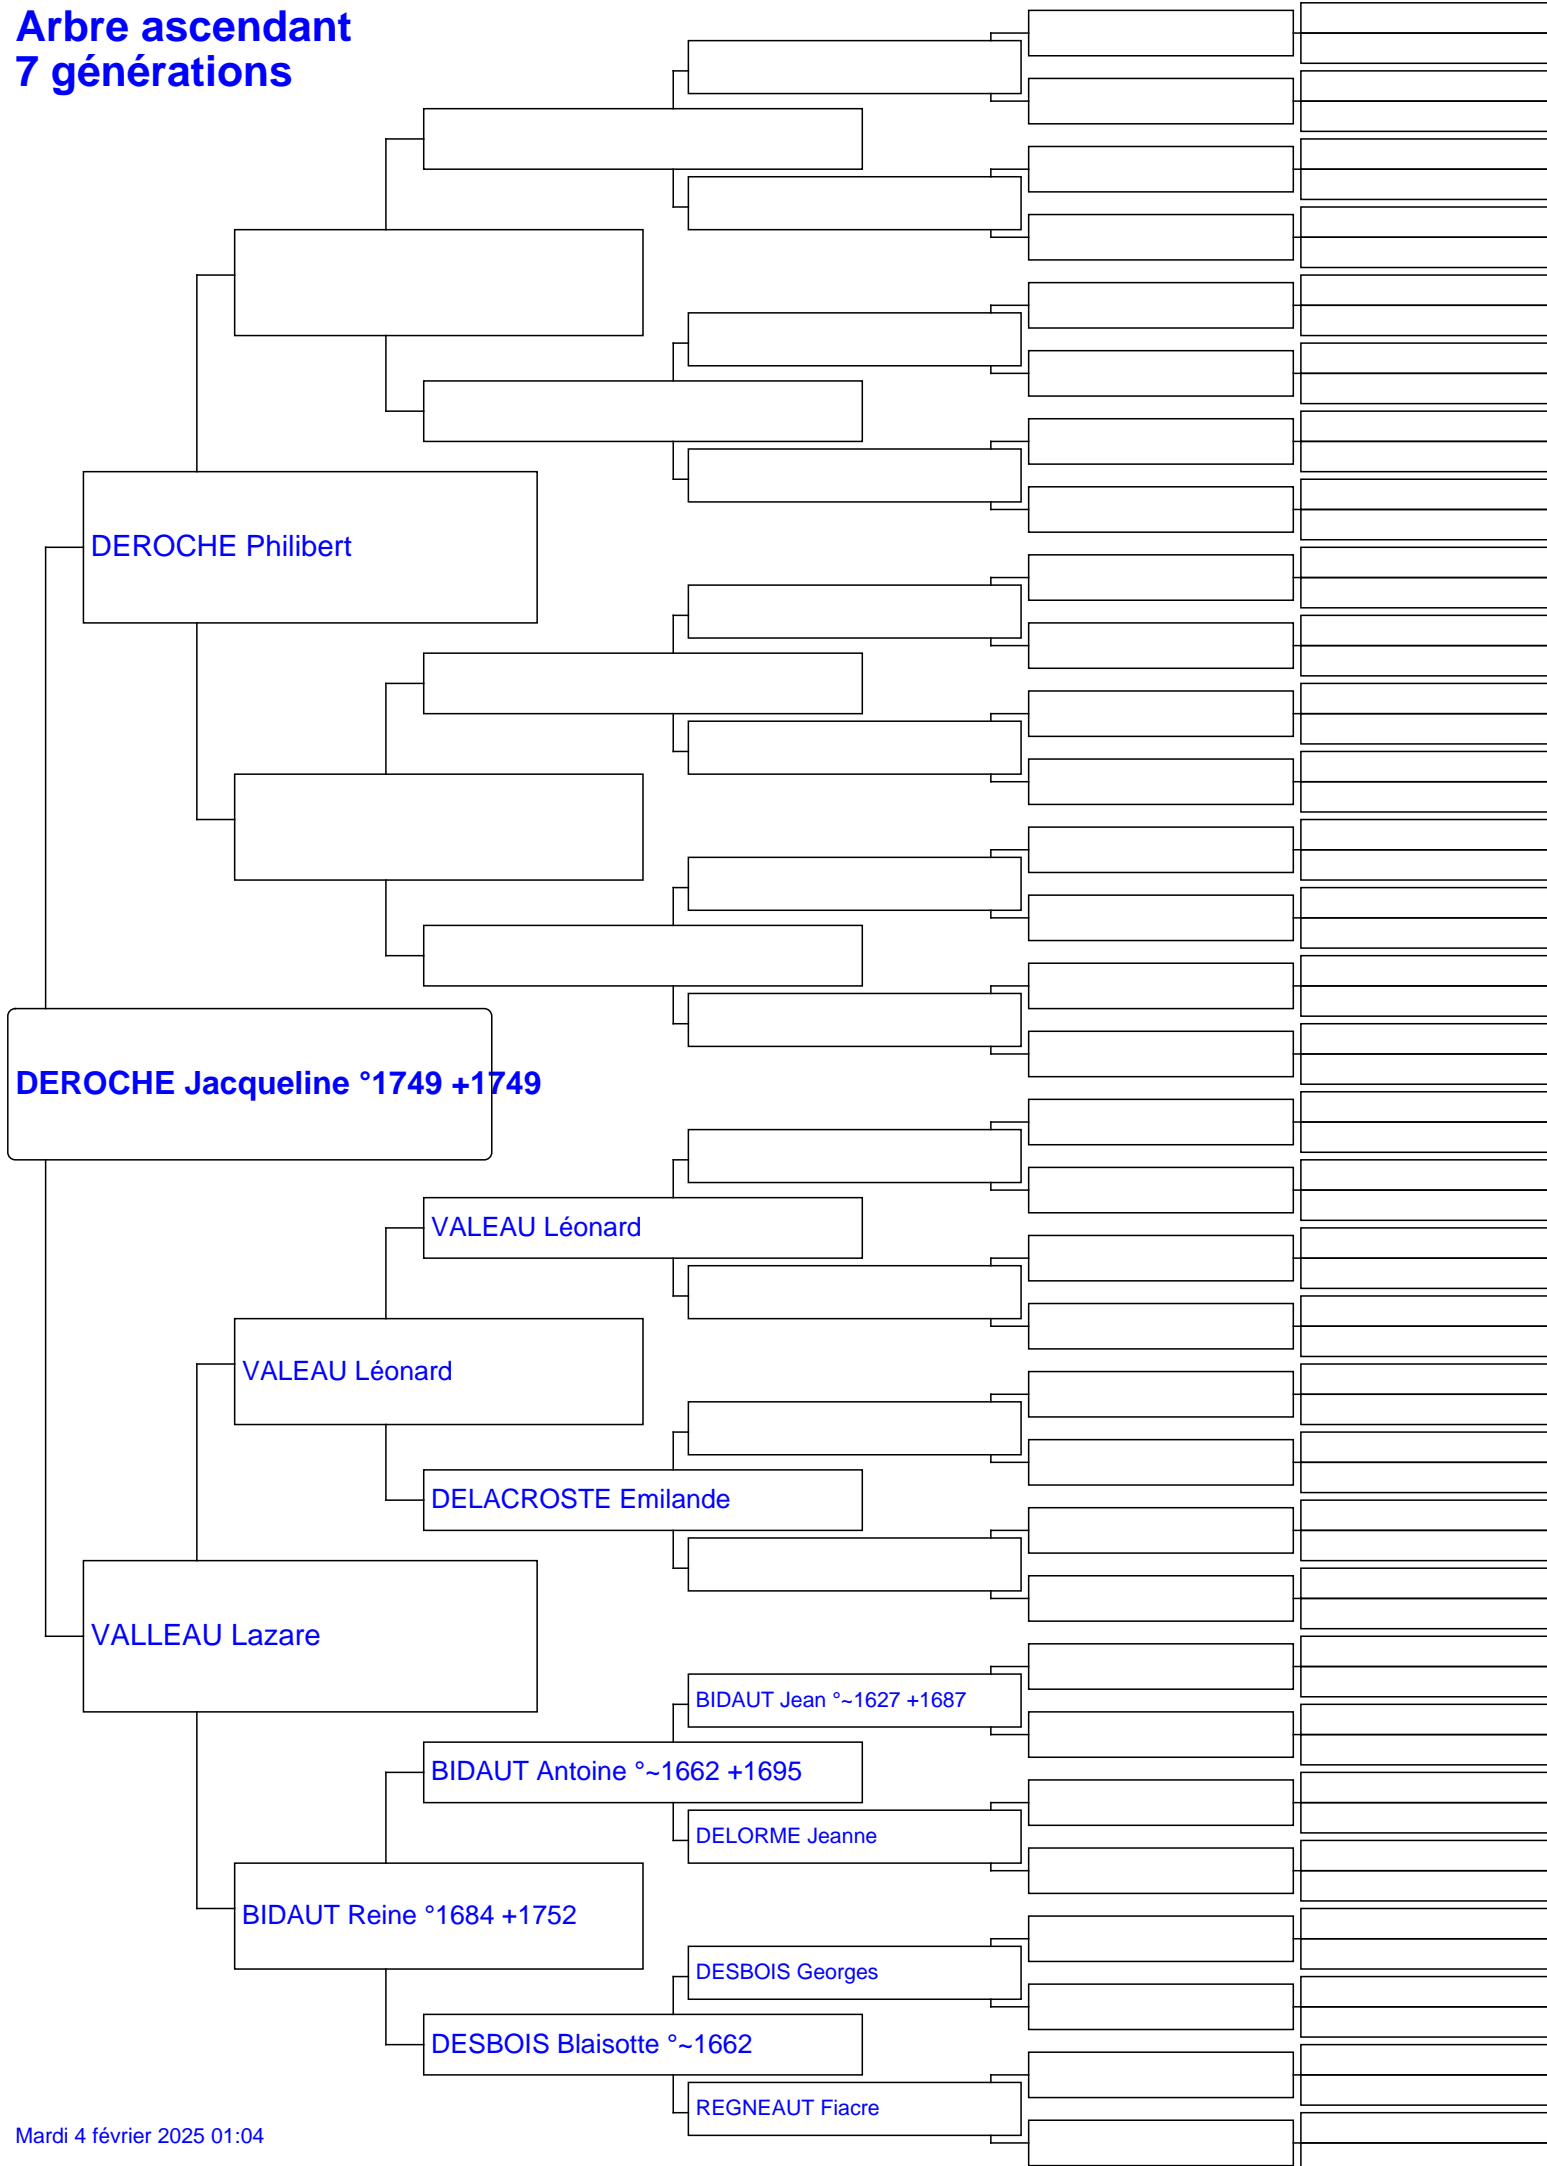 Arbre ascendant
7 générations
DEROCHE Philibert
DEROCHE Jacqueline °1749 +1749
VALEAU Léonard
VALEAU Léonard
DELACROSTE Emilande
VALLEAU Lazare
BIDAUT Jean °~1627 +1687
BIDAUT Antoine °~1662 +1695
DELORME Jeanne
BIDAUT Reine °1684 +1752
DESBOIS Georges
DESBOIS Blaisotte °~1662
REGNEAUT Fiacre
Mardi 4 février 2025 01:04